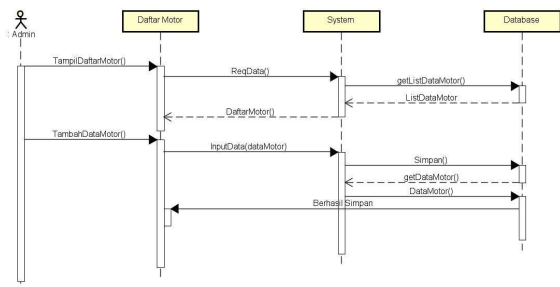 Daftar Motor
System
Database
: Admin
TampilDaftarMotor()
ReqData()
getListDataMotor()
ListDataMotor
DaftarMotor()
TambahDataMotor()
InputData(dataMotor)
Simpan()
getDataMotor()
DataMotor()
Berhasil Simpan